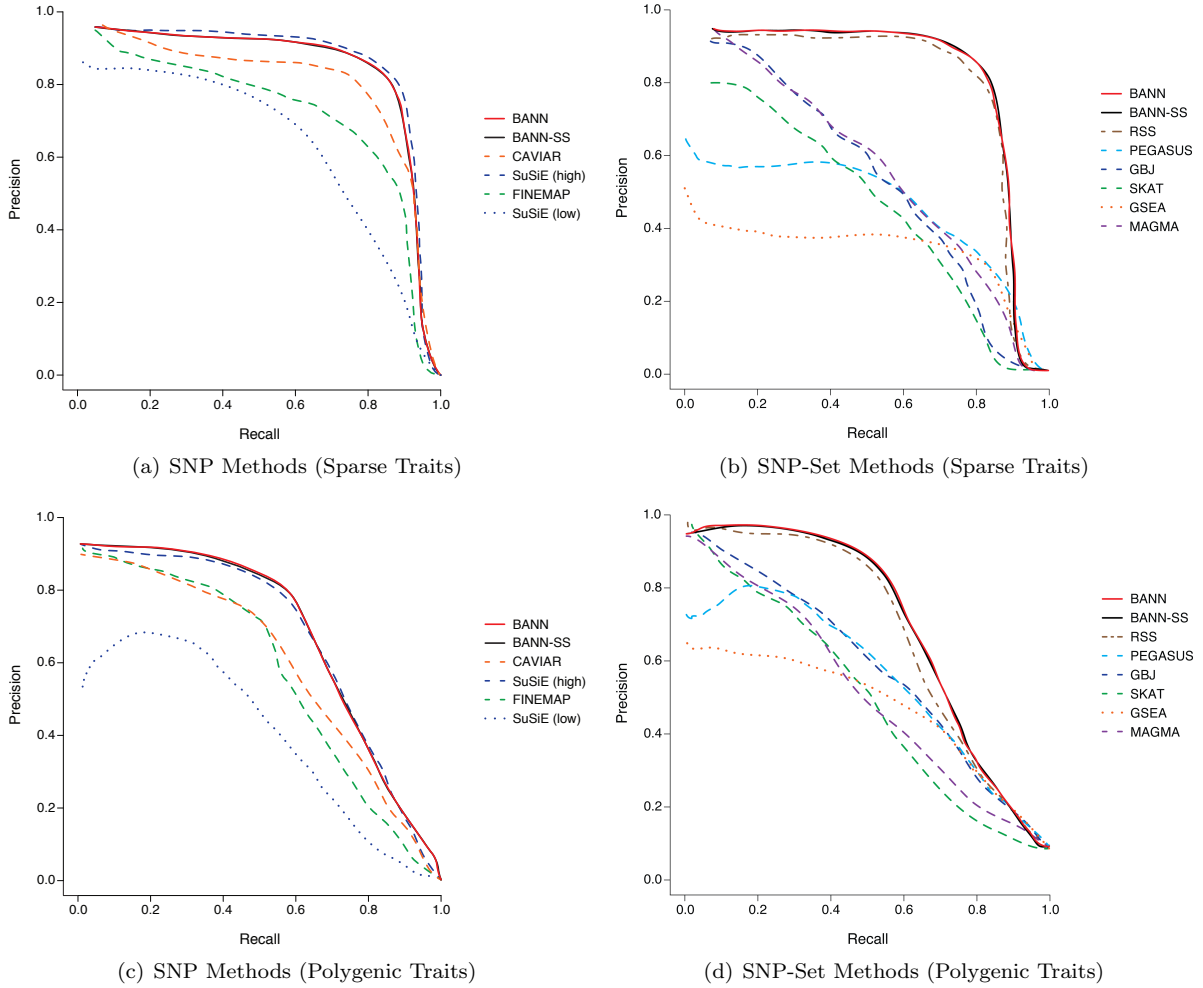 1.0
0.8
0.6
0.4
0.2
0.0
Precision
0.0 0.2 0.4 0.6 0.8 1.0
Recall
BANN
BANN-SS
CAVIAR
SuSiE (high)
FINEMAP
SuSiE (low)
(a) SNP Methods (Sparse Traits)
1.0
0.8
0.6
0.4
0.2
0.0
Precision
0.0 0.2 0.4 0.6 0.8 1.0
Recall
BANN
BANN-SS
RSS
PEGASUS
GBJ
SKAT
GSEA
MAGMA
(b) SNP-Set Methods (Sparse Traits)
1.0
0.8
0.6
0.4
0.2
0.0
Precision
0.0 0.2 0.4 0.6 0.8 1.0
Recall
BANN
BANN-SS
CAVIAR
SuSiE (high)
FINEMAP
SuSiE (low)
(c) SNP Methods (Polygenic Traits)
1.0
0.8
0.6
0.4
0.2
0.0
Precision
0.0 0.2 0.4 0.6 0.8 1.0
Recall
BANN
BANN-SS
RSS
PEGASUS
GBJ
SKAT
GSEA
MAGMA
(d) SNP-Set Methods (Polygenic Traits)